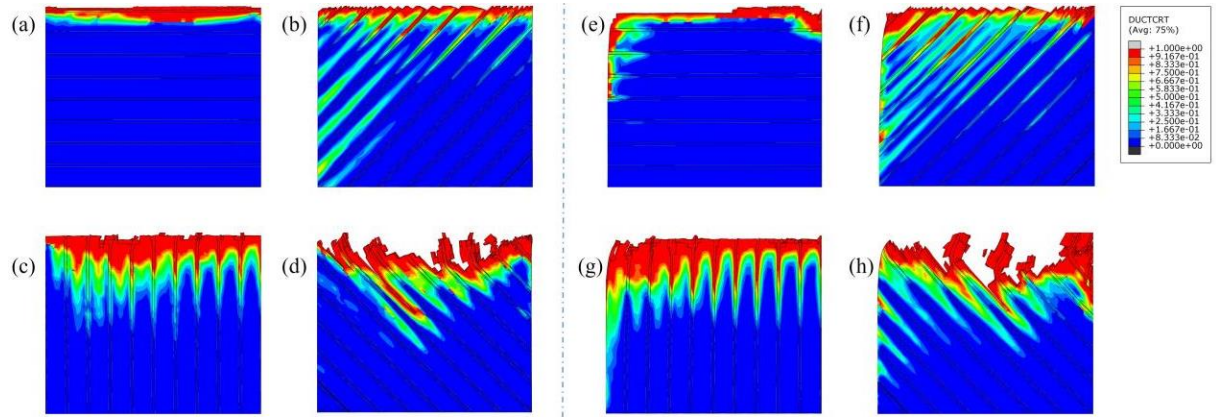 (a)
(b)
(e)
(f)
DUCTCRT
(Avg: 75%)
+1.000e+00
+9.167e-01
+8.333e-01
+7.500e-01
+6.667e-01
+5.833e-01
+5.000e-01
+4.167e-01
+3.333e-01
+2.500e-01
+1.667e-01
+8.333e-02
+0.000e+00
(c)
(d)
(g)
(h)